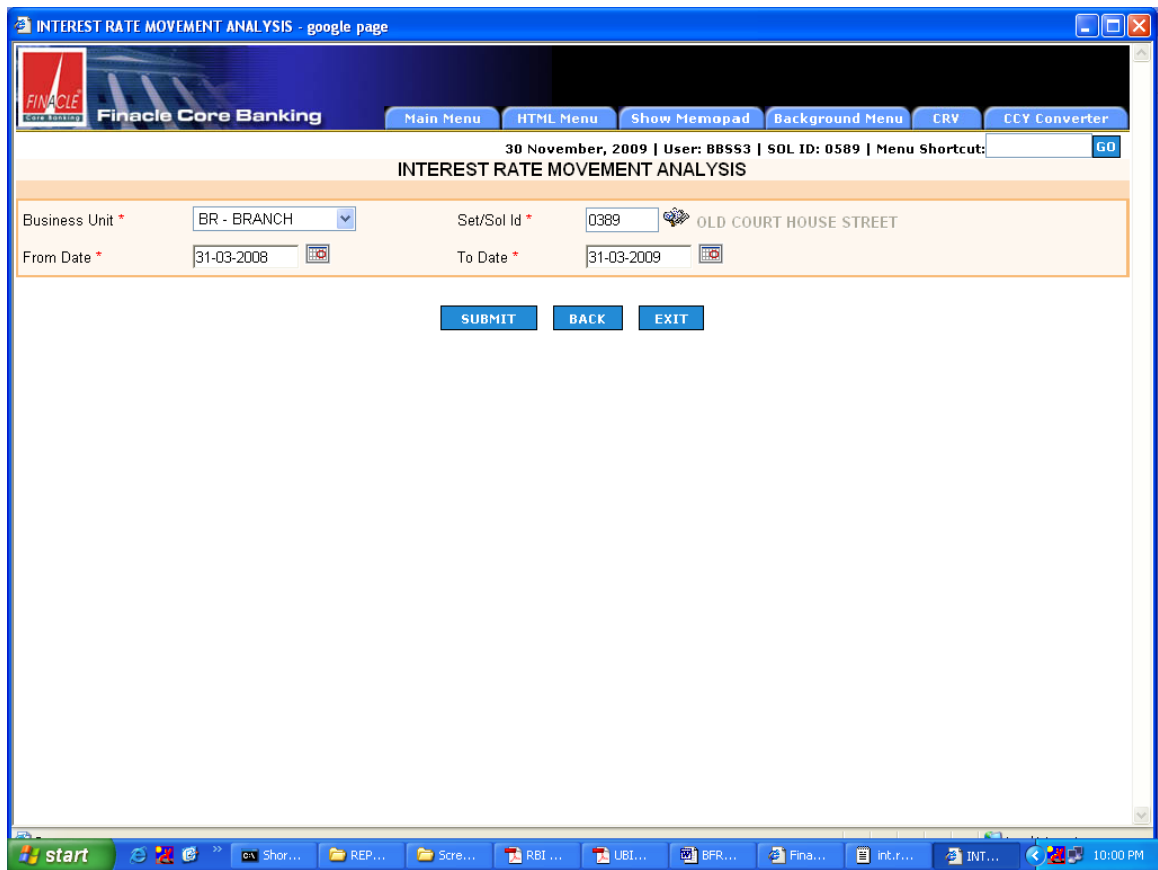 INTEREST RATE MOVEMENT ANALYSIS - google page
FINACLE
Core Banking
Finacle Core Banking
Main Menu HTML Menu Show Memopad Background Menu CRV CCY Converter
30 November, 2009 | User: BBSS3 | SOL ID: 0589 | Menu Shortcut: GO
INTEREST RATE MOVEMENT ANALYSIS
Business Unit * BR - BRANCH Set/Sol Id * 0389 OLD COURT HOUSE STREET
From Date * 31-03-2008 To Date * 31-03-2009
SUBMIT BACK EXIT
start Shor... REP... Scre... RBI ... UBI... BFR... Fina... int.r... INT... 10:00 PM